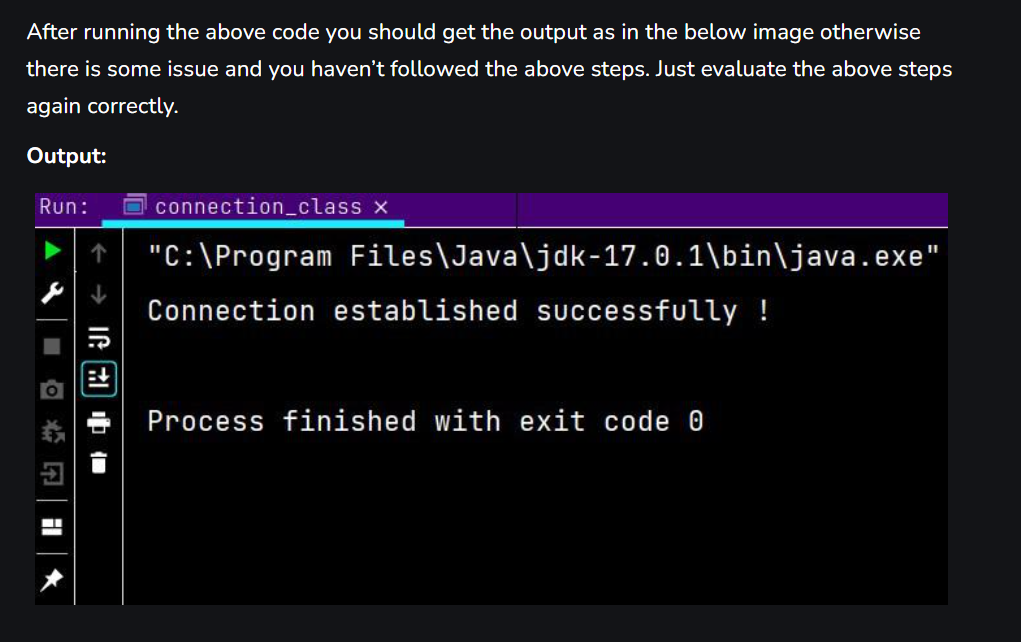 After running the above code you should get the output as in the below image otherwise
there is some issue and you haven’t followed the above steps. Just evaluate the above steps
again correctly.
Output:
Run: connection_class ×
"C:\Program Files\Java\jdk-17.0.1\bin\java.exe"
Connection established successfully !
Process finished with exit code 0